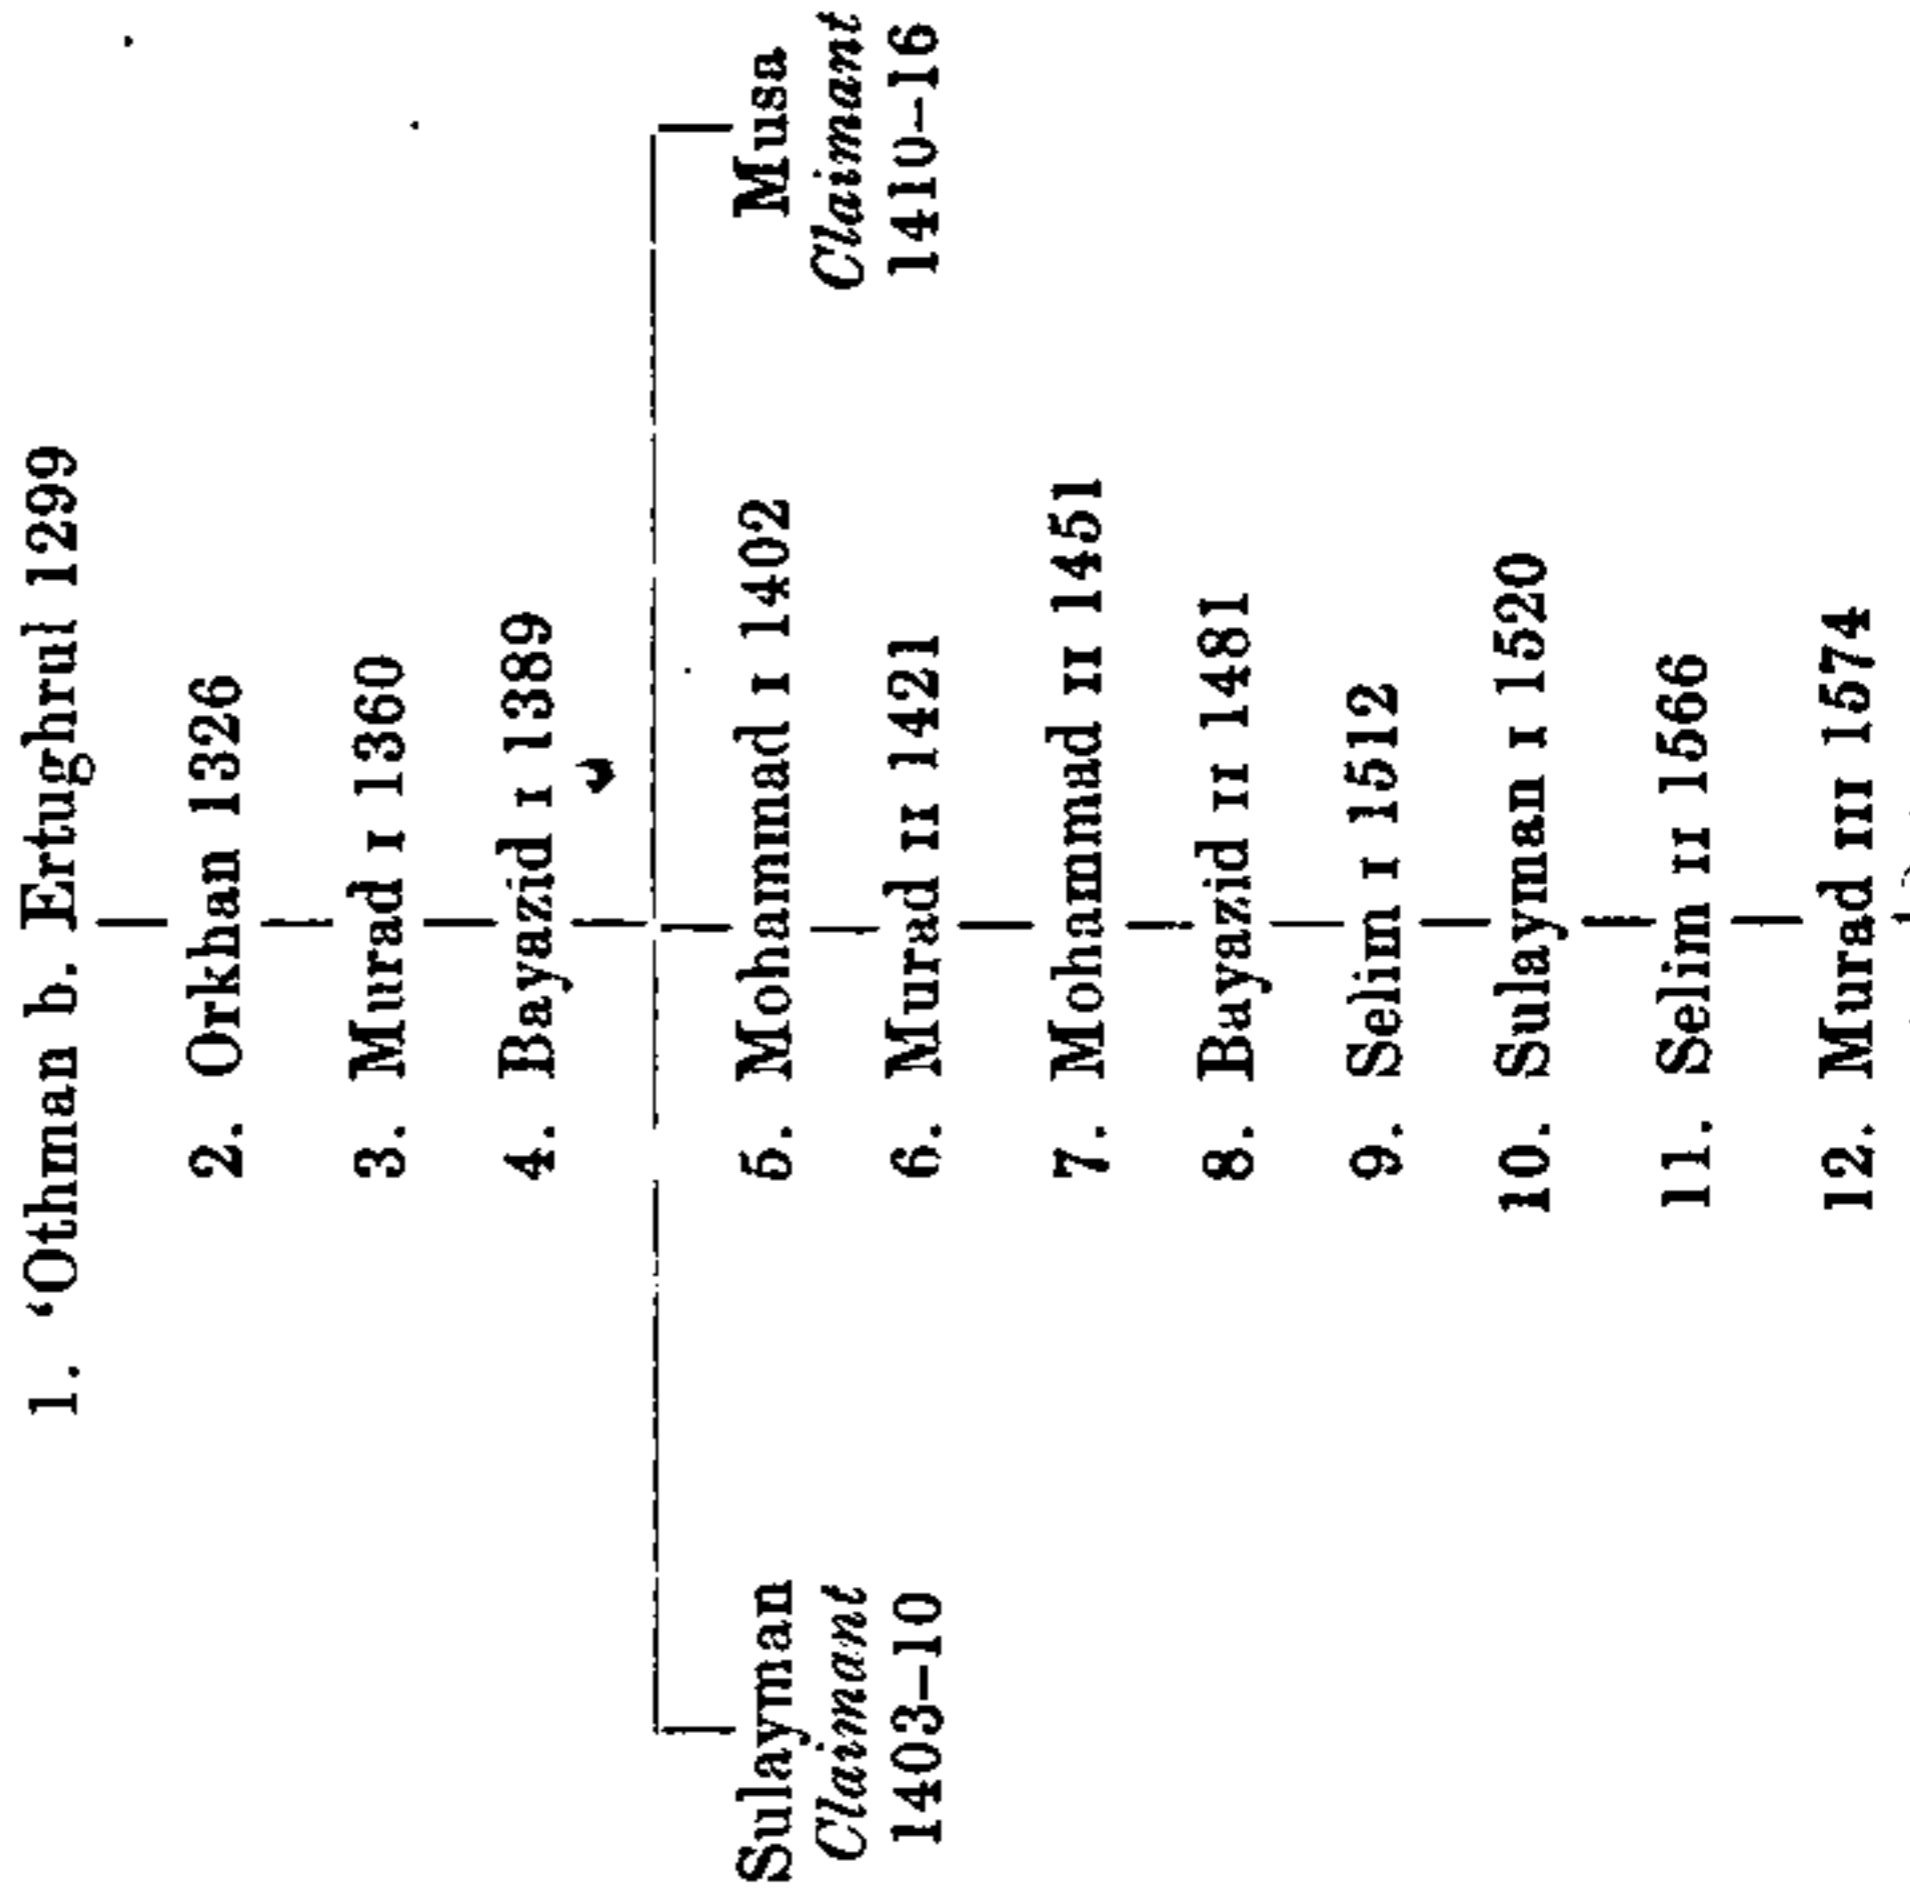 1. ‘Othman b. Ertughrul 1299
2. Orkhan 1326
3. Murad I 1360
4. Bayazid I 1389
Sulayman
Claimant
1403–10
5. Mohammad I 1402
Musa
Claimant
1410–16
6. Murad II 1421
7. Mohammad II 1451
8. Bayazid II 1481
9. Selim I 1512
10. Sulayman I 1520
11. Selim II 1566
12. Murad III 1574